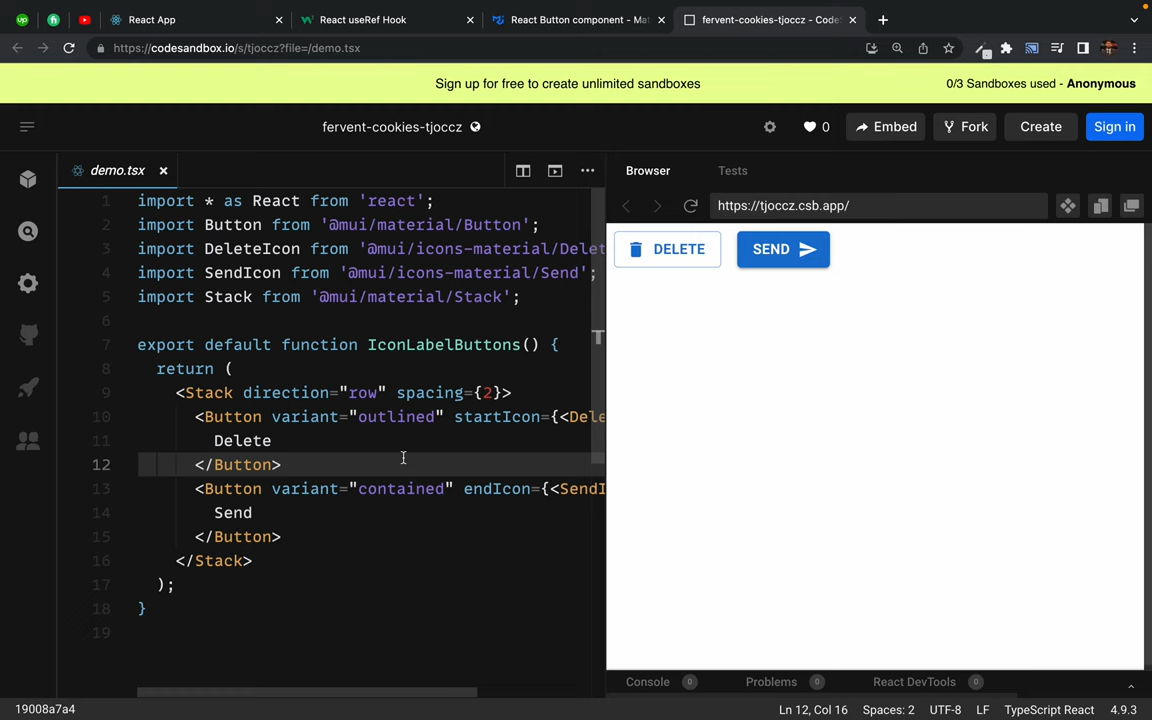 up
fi
React App
React useRef Hook
React Button component - Mat
fervent-cookies-tjoccz - CodeS
https://codesandbox.io/s/tjoccz?file=/demo.tsx
Sign up for free to create unlimited sandboxes
0/3 Sandboxes used - Anonymous
fervent-cookies-tjoccz
0
Embed
Fork
Create
Sign in
demo.tsx
Browser
Tests
https://tjoccz.csb.app/
DELETE
SEND
1 import * as React from 'react';
2 import Button from '@mui/material/Button';
3 import DeleteIcon from '@mui/icons-material/Delet
4 import SendIcon from '@mui/icons-material/Send';
5 import Stack from '@mui/material/Stack';
6
7 export default function IconLabelButtons() {
8 return (
9 <Stack direction="row" spacing={2}>
10 <Button variant="outlined" startIcon={<Dele
11 Delete
12 </Button>
13 <Button variant="contained" endIcon={<SendI
14 Send
15 </Button>
16 </Stack>
17 );
18 }
19
Console 0
Problems 0
React DevTools 0
19008a7a4
Ln 12, Col 16
Spaces: 2
UTF-8
LF
TypeScript React
4.9.3